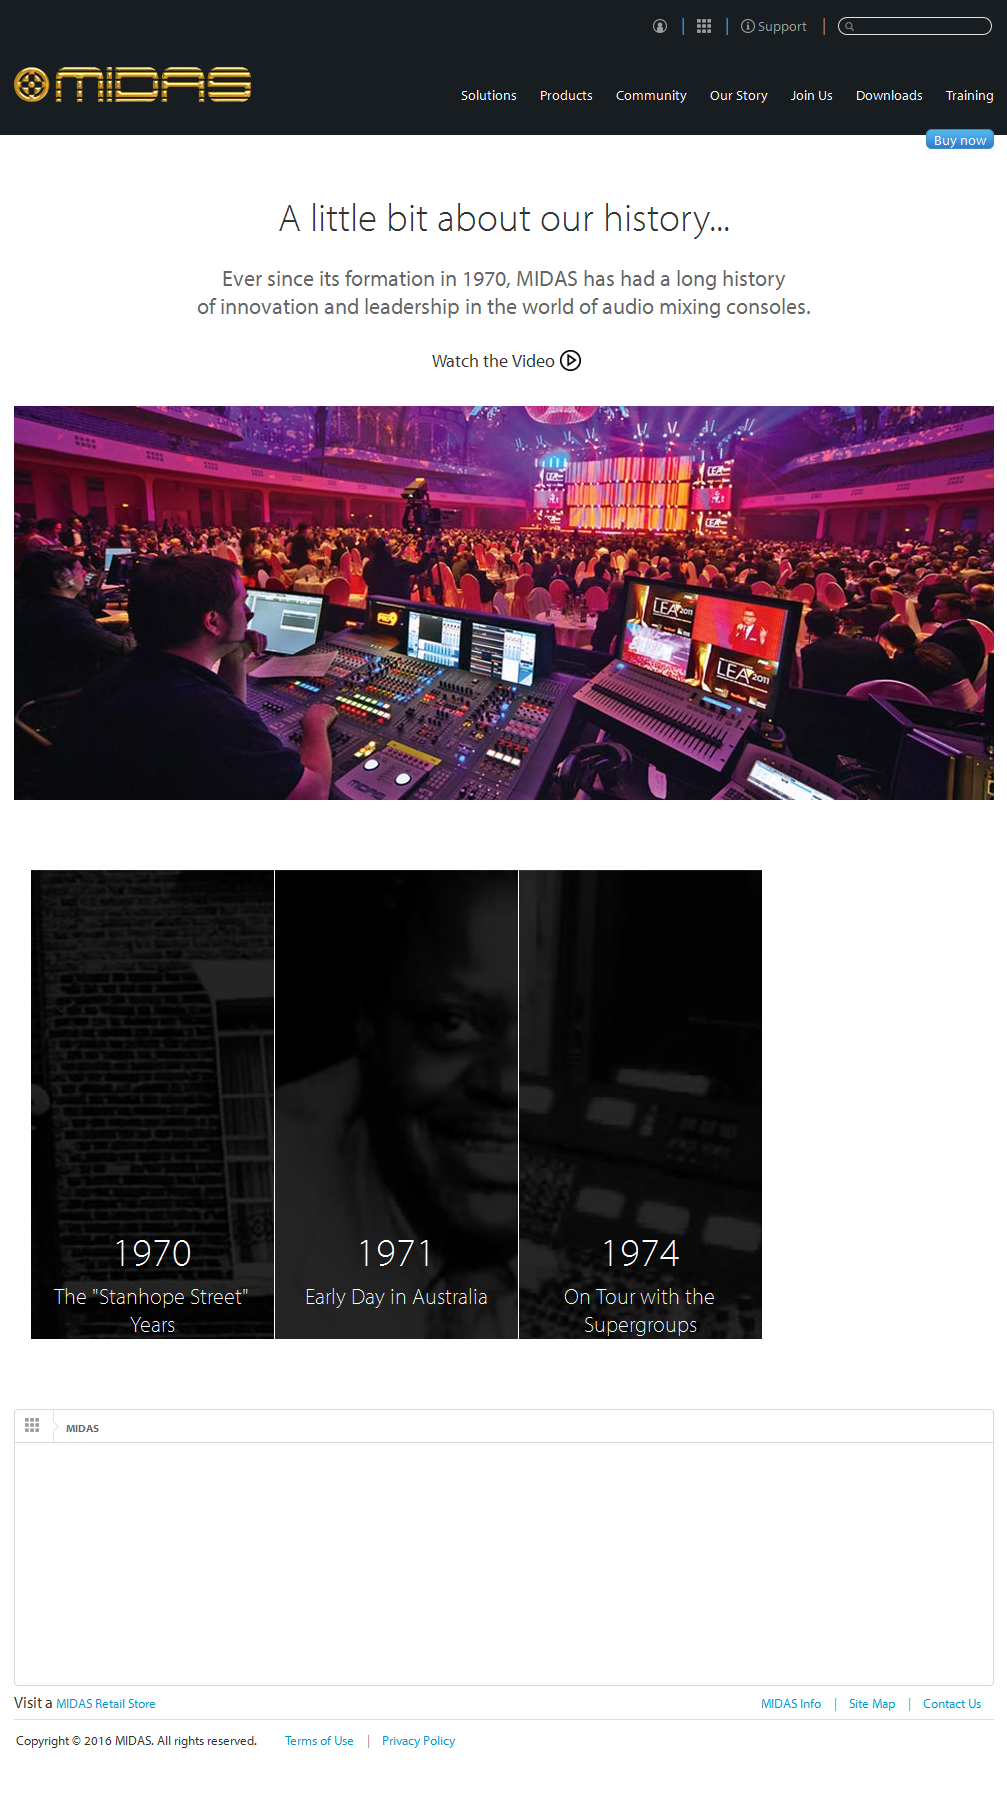 Support
MIDAS
Solutions Products Community Our Story Join Us Downloads Training
Buy now
A little bit about our history...
Ever since its formation in 1970, MIDAS has had a long history
of innovation and leadership in the world of audio mixing consoles.
Watch the Video
LEA
LEA
LEA 2011
LEA
2011
PRO9
1970
The "Stanhope Street"
Years
1971
Early Day in Australia
1974
On Tour with the
Supergroups
MIDAS
Visit a MIDAS Retail Store
MIDAS Info | Site Map | Contact Us
Copyright © 2016 MIDAS. All rights reserved. Terms of Use | Privacy Policy